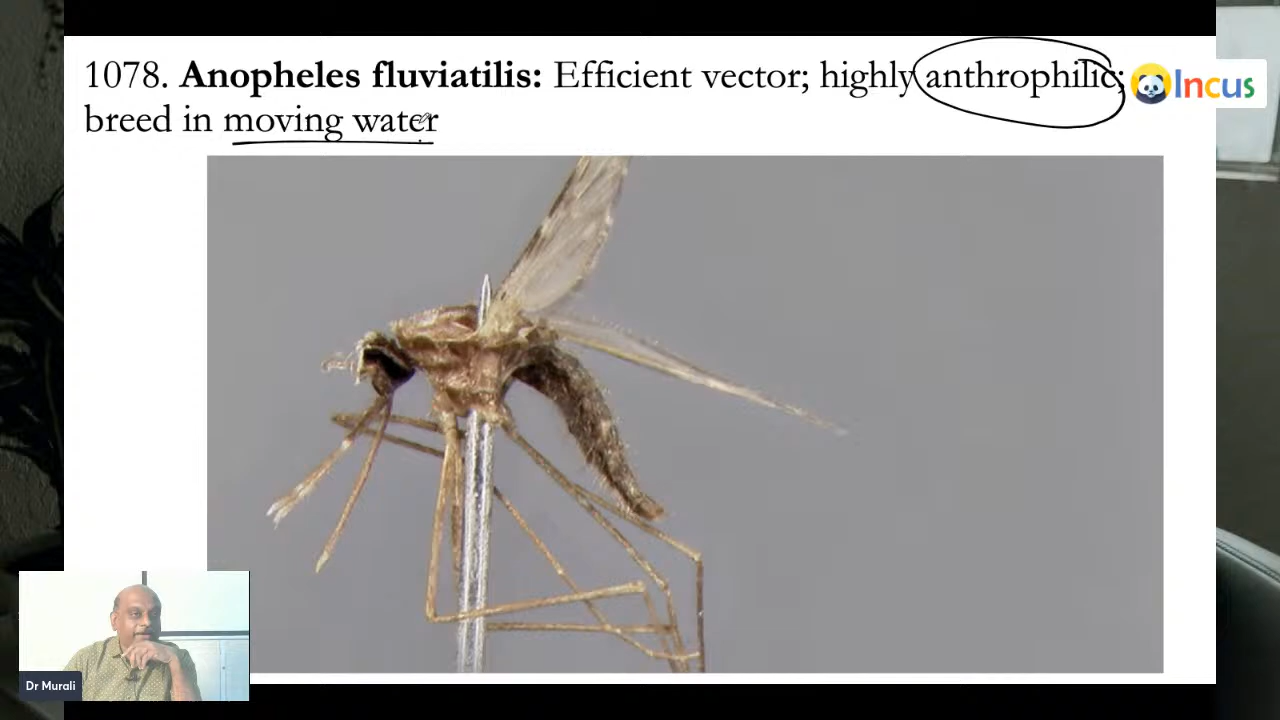 1078. Anopheles fluviatilis: Efficient vector; highly anthrophilic;
breed in moving water
Incus
Dr Murali